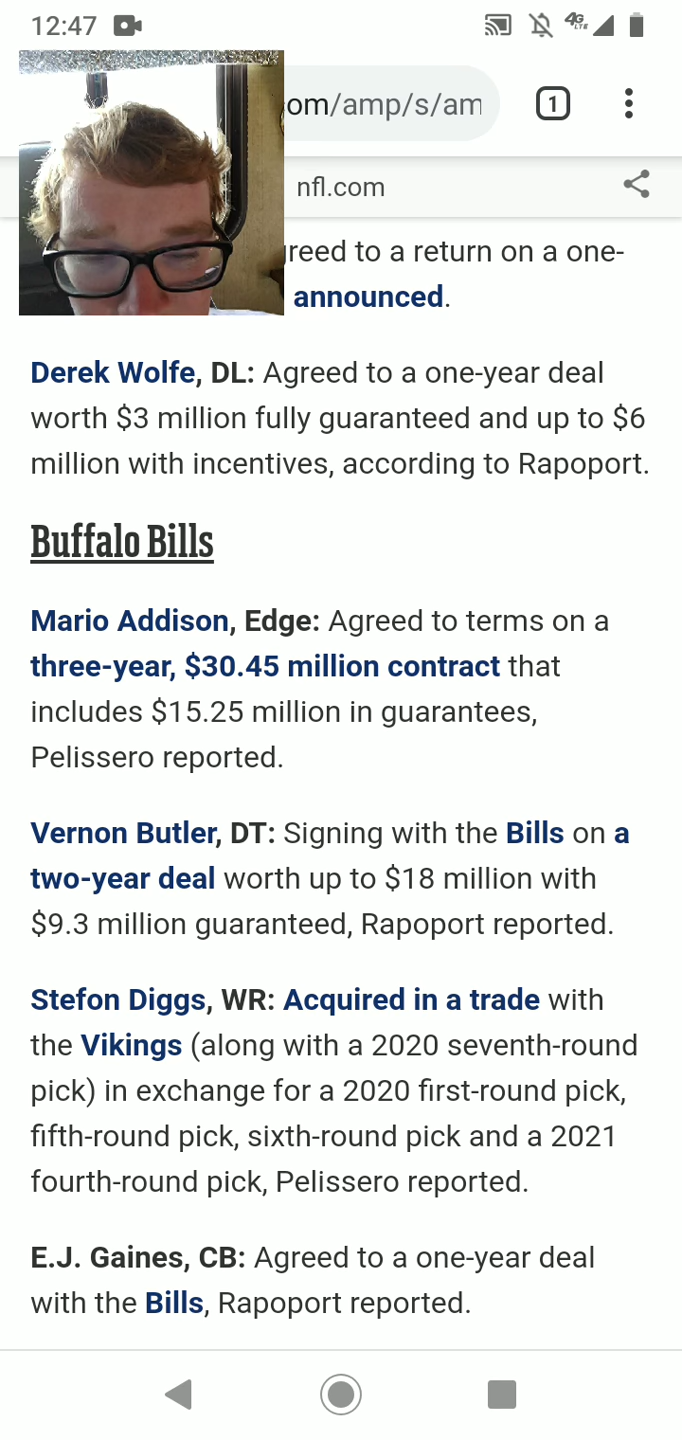 12:47
4G
LTE
om/amp/s/am
1
nfl.com
reed to a return on a one-
announced.
Derek Wolfe, DL: Agreed to a one-year deal
worth $3 million fully guaranteed and up to $6
million with incentives, according to Rapoport.
Buffalo Bills
Mario Addison, Edge: Agreed to terms on a
three-year, $30.45 million contract that
includes $15.25 million in guarantees,
Pelissero reported.
Vernon Butler, DT: Signing with the Bills on a
two-year deal worth up to $18 million with
$9.3 million guaranteed, Rapoport reported.
Stefon Diggs, WR: Acquired in a trade with
the Vikings (along with a 2020 seventh-round
pick) in exchange for a 2020 first-round pick,
fifth-round pick, sixth-round pick and a 2021
fourth-round pick, Pelissero reported.
E.J. Gaines, CB: Agreed to a one-year deal
with the Bills, Rapoport reported.